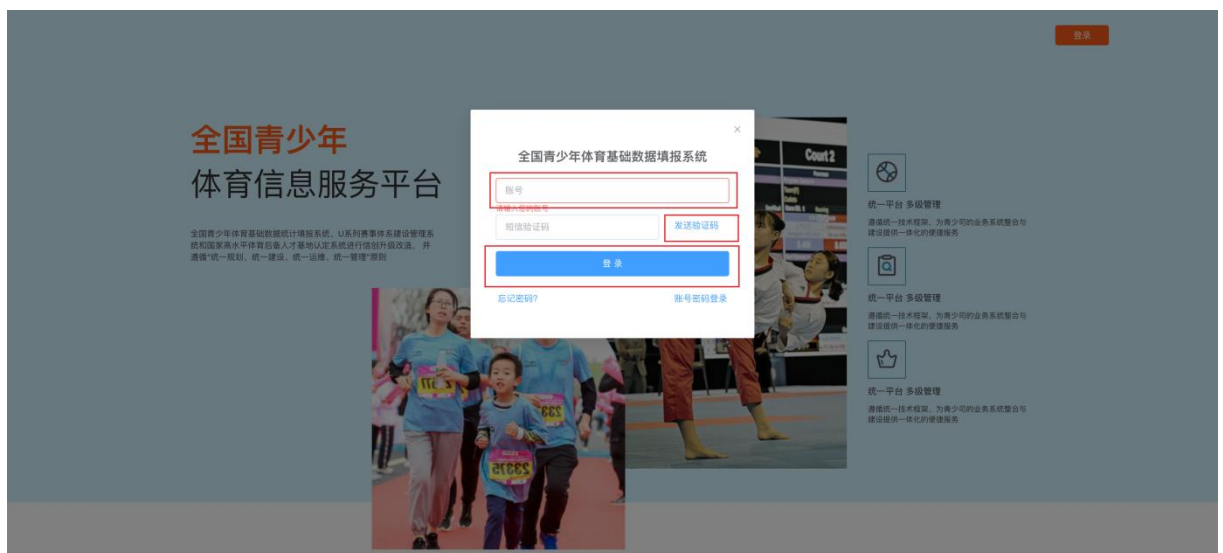 登录
全国青少年
体育信息服务平台
全国青少年体育基础数据统计填报系统、U系列赛事体系建设管理系
统和国家高水平体育后备人才基地认定系统进行信创升级改造， 并
遵循“统一规划、统一建设、统一运维、统一管理”原则
×
全国青少年体育基础数据填报系统
账号
请输入您的账号
短信验证码
发送验证码
登 录
忘记密码?
账号密码登录
Court 2
统一平台 多级管理
遵循统一技术框架，为青少司的业务系统整合与
建设提供一体化的便捷服务
统一平台 多级管理
遵循统一技术框架，为青少司的业务系统整合与
建设提供一体化的便捷服务
统一平台 多级管理
遵循统一技术框架，为青少司的业务系统整合与
建设提供一体化的便捷服务